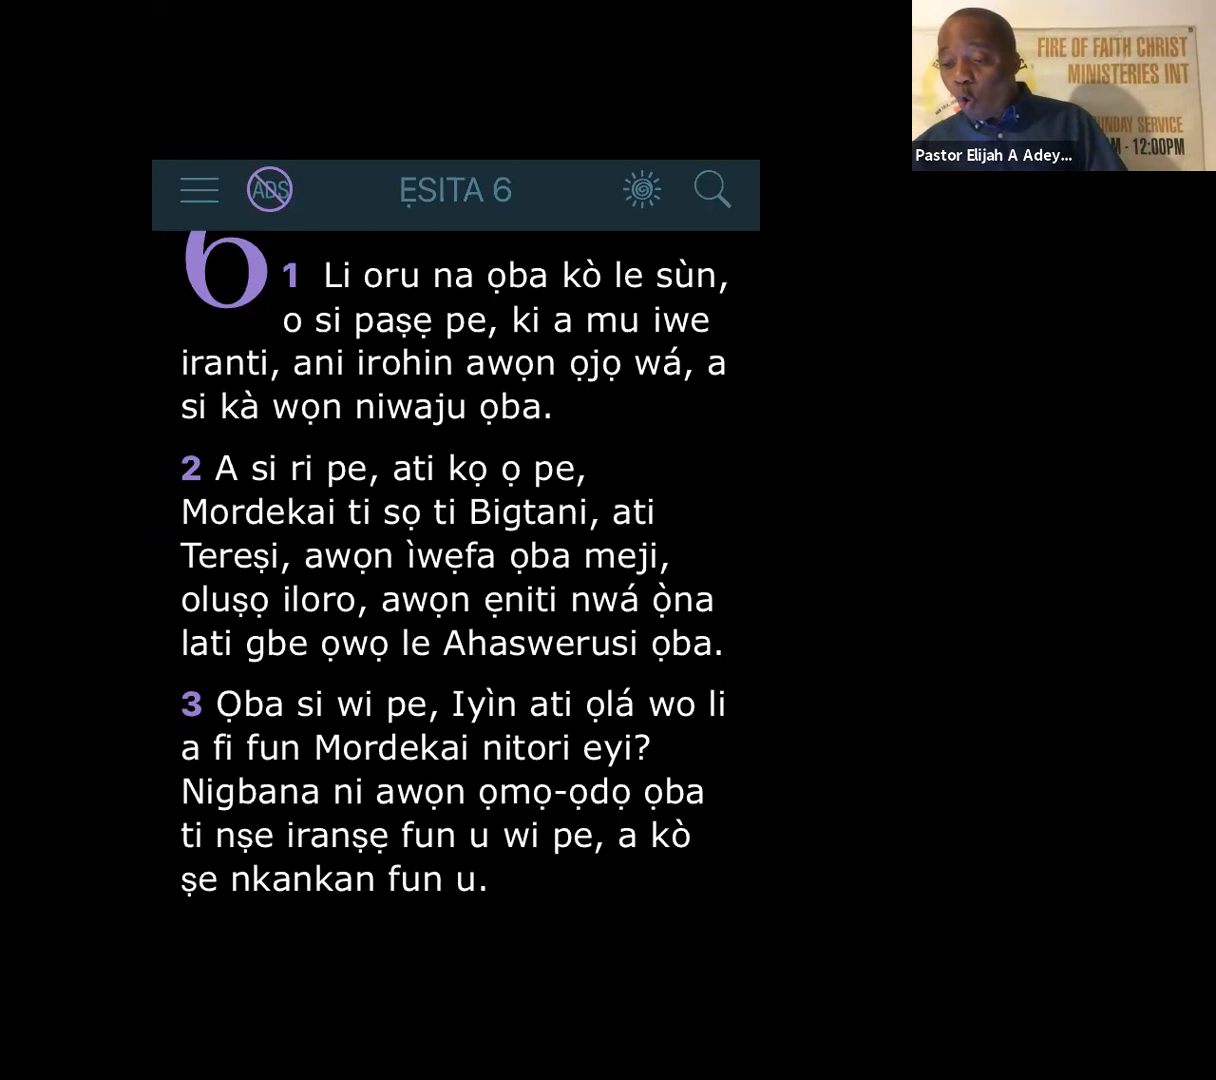 FIRE OF FAITH CHRIST
MINISTERIES INT
SUNDAY SERVICE
M - 12:00PM
Pastor Elijah A Adey...
ADS
ẸSITA 6
6
1 Li oru na ọba kò le sùn,
o si paṣẹ pe, ki a mu iwe
iranti, ani irohin awọn ọjọ wá, a
si kà wọn niwaju ọba.
2 A si ri pe, ati kọ ọ pe,
Mordekai ti sọ ti Bigtani, ati
Tereṣi, awọn ìwẹfa ọba meji,
oluṣọ iloro, awọn ẹniti nwá ọ̀na
lati gbe ọwọ le Ahaswerusi ọba.
3 Ọba si wi pe, Iyìn ati ọlá wo li
a fi fun Mordekai nitori eyi?
Nigbana ni awọn ọmọ-ọdọ ọba
ti nṣe iranṣẹ fun u wi pe, a kò
ṣe nkankan fun u.